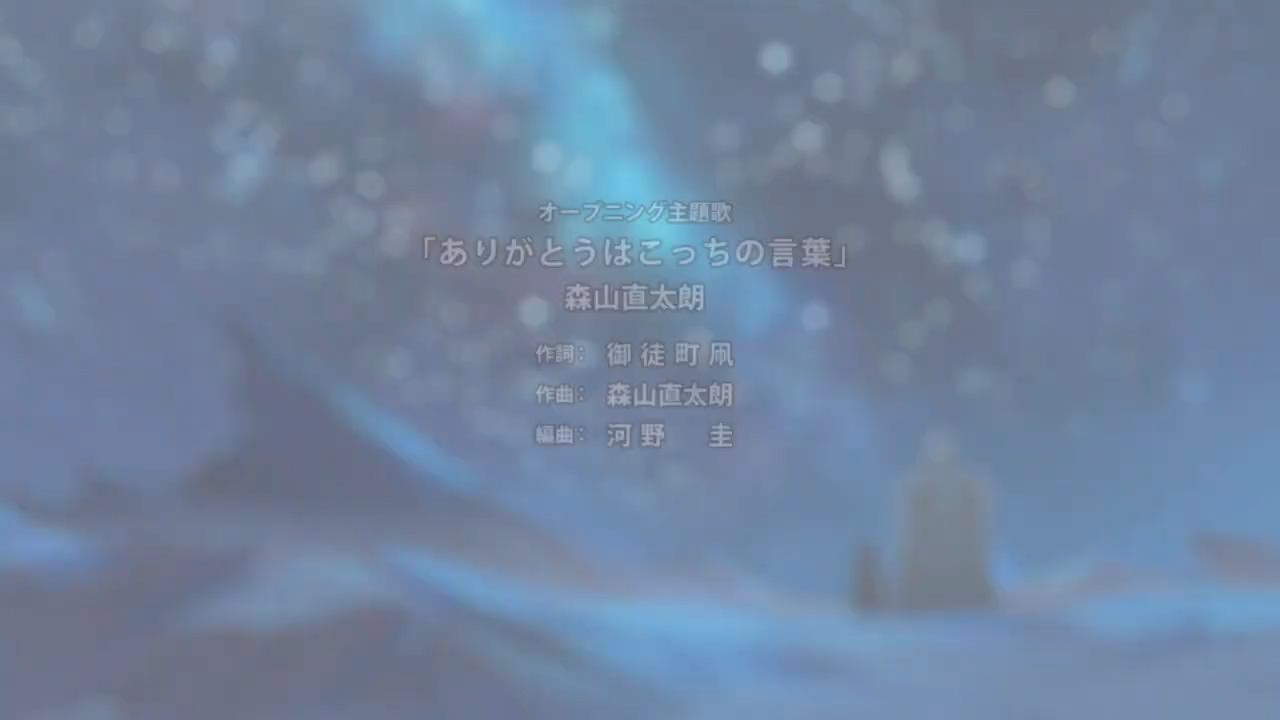 オープニング主題歌
「ありがとうはこっちの言葉」
森山直太朗
作詞： 御徒町凧
作曲： 森山直太朗
編曲： 河野　圭